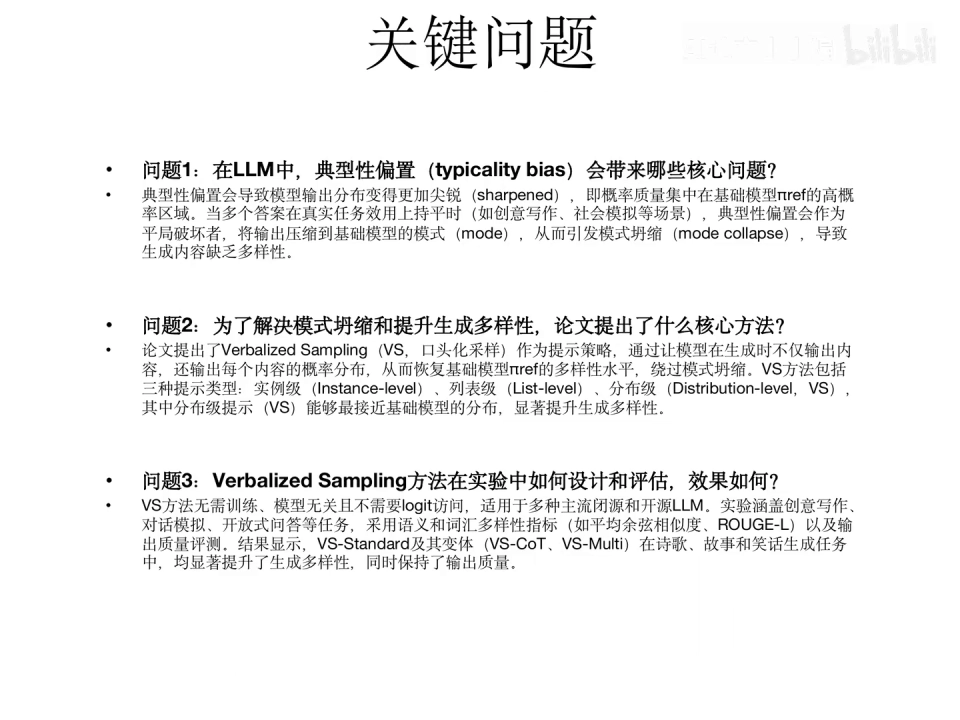 关键问题
bilibili
• 问题1：在LLM中，典型性偏置（typicality bias）会带来哪些核心问题？
• 典型性偏置会导致模型输出分布变得更加尖锐（sharpened），即概率质量集中在基础模型πref的高概
率区域。当多个答案在真实任务效用上持平时（如创意写作、社会模拟等场景），典型性偏置会作为
平局破坏者，将输出压缩到基础模型的模式（mode），从而引发模式坍缩（mode collapse），导致
生成内容缺乏多样性。
• 问题2：为了解决模式坍缩和提升生成多样性，论文提出了什么核心方法？
• 论文提出了Verbalized Sampling（VS，口头化采样）作为提示策略，通过让模型在生成时不仅输出内
容，还输出每个内容的概率分布，从而恢复基础模型πref的多样性水平，绕过模式坍缩。VS方法包括
三种提示类型：实例级（Instance-level）、列表级（List-level）、分布级（Distribution-level，VS），
其中分布级提示（VS）能够最接近基础模型的分布，显著提升生成多样性。
• 问题3：Verbalized Sampling方法在实验中如何设计和评估，效果如何？
• VS方法无需训练、模型无关且不需要logit访问，适用于多种主流闭源和开源LLM。实验涵盖创意写作、
对话模拟、开放式问答等任务，采用语义和词汇多样性指标（如平均余弦相似度、ROUGE-L）以及输
出质量评测。结果显示，VS-Standard及其变体（VS-CoT、VS-Multi）在诗歌、故事和笑话生成任务
中，均显著提升了生成多样性，同时保持了输出质量。